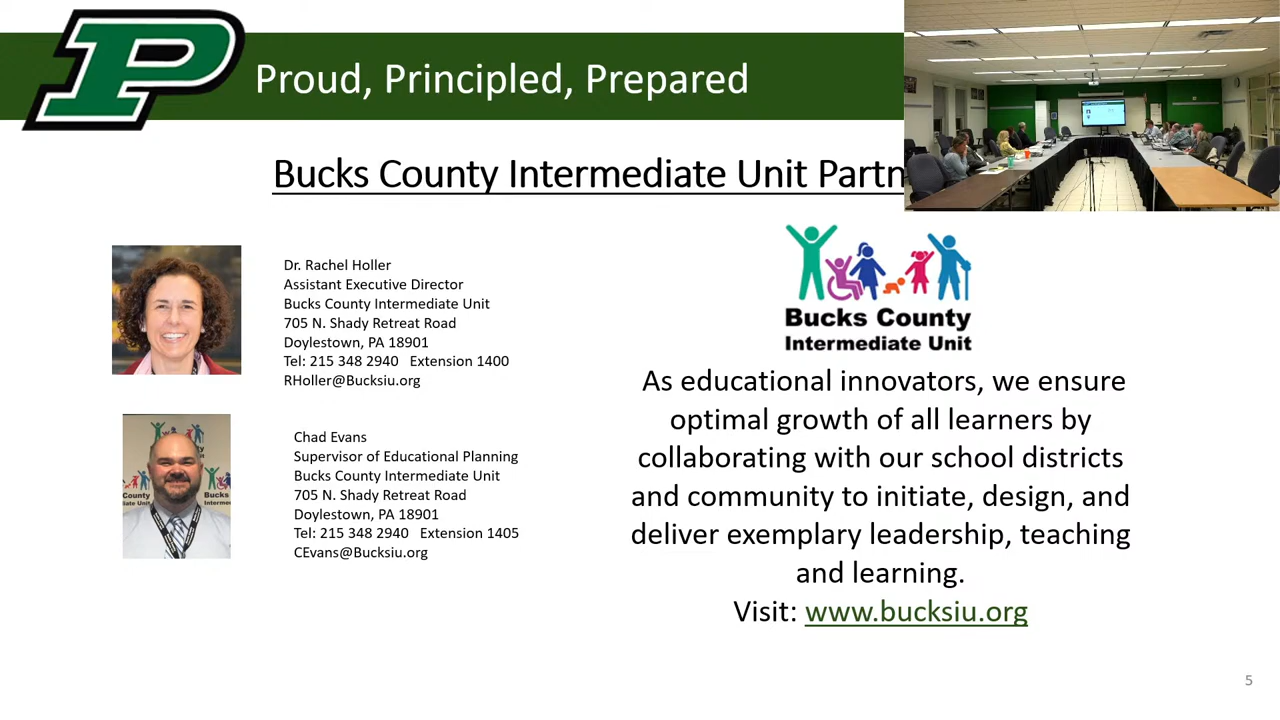 P
Proud, Principled, Prepared
Bucks County Intermediate Unit Partn
Dr. Rachel Holler
Assistant Executive Director
Bucks County Intermediate Unit
705 N. Shady Retreat Road
Doylestown, PA 18901
Tel: 215 348 2940 Extension 1400
RHoller@Bucksiu.org
Chad Evans
Supervisor of Educational Planning
Bucks County Intermediate Unit
705 N. Shady Retreat Road
Doylestown, PA 18901
Tel: 215 348 2940 Extension 1405
CEvans@Bucksiu.org
Bucks County
Intermediate Unit
As educational innovators, we ensure
optimal growth of all learners by
collaborating with our school districts
and community to initiate, design, and
deliver exemplary leadership, teaching
and learning.
Visit: www.bucksiu.org
5